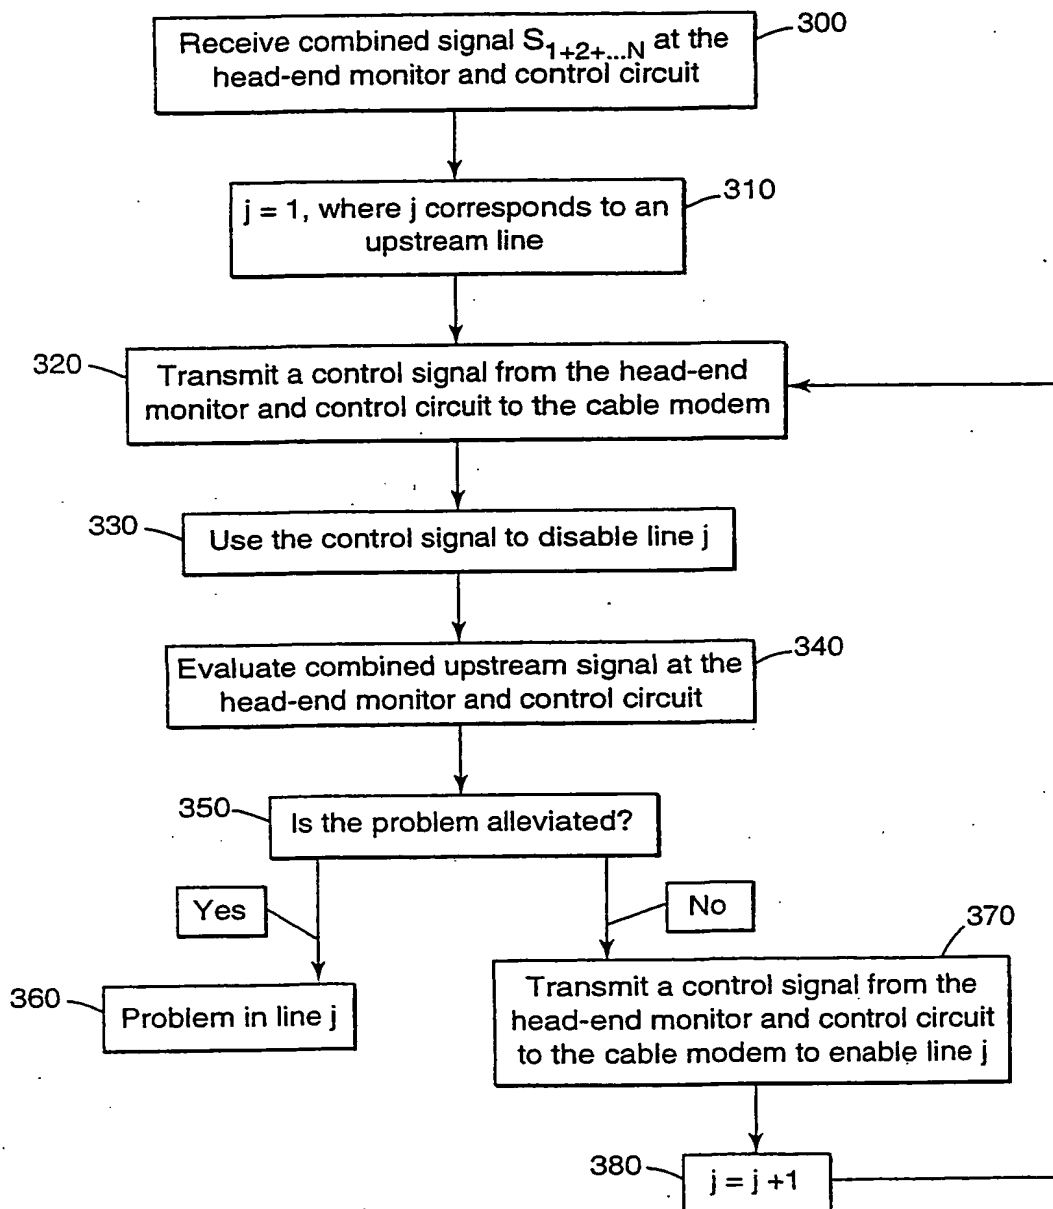 Receive combined signal S1+2+...N at the
head-end monitor and control circuit
300
j = 1, where j corresponds to an
upstream line
310
320
Transmit a control signal from the head-end
monitor and control circuit to the cable modem
330
Use the control signal to disable line j
Evaluate combined upstream signal at the
head-end monitor and control circuit
340
350
Is the problem alleviated?
Yes
No
360
Problem in line j
370
Transmit a control signal from the
head-end monitor and control circuit
to the cable modem to enable line j
380
j = j +1